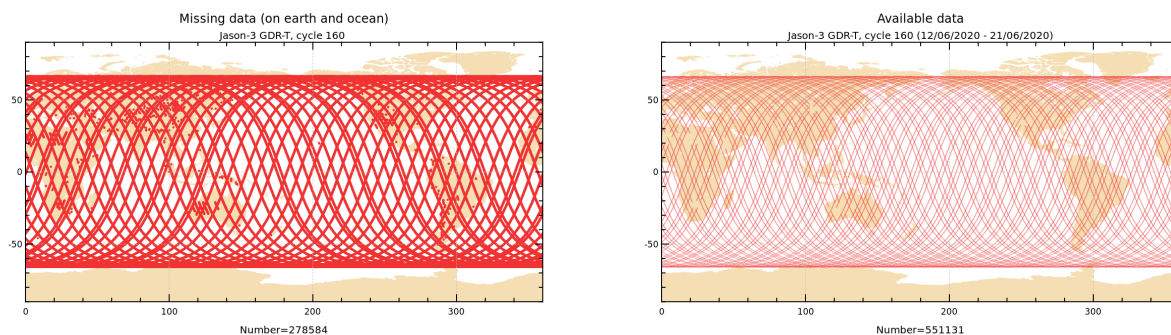 Missing data (on earth and ocean)
Jason-3 GDR-T, cycle 160
50
0
-50
0
100
200
300
Number=278584
Available data
Jason-3 GDR-T, cycle 160 (12/06/2020 - 21/06/2020)
50
0
-50
0
100
200
300
Number=551131